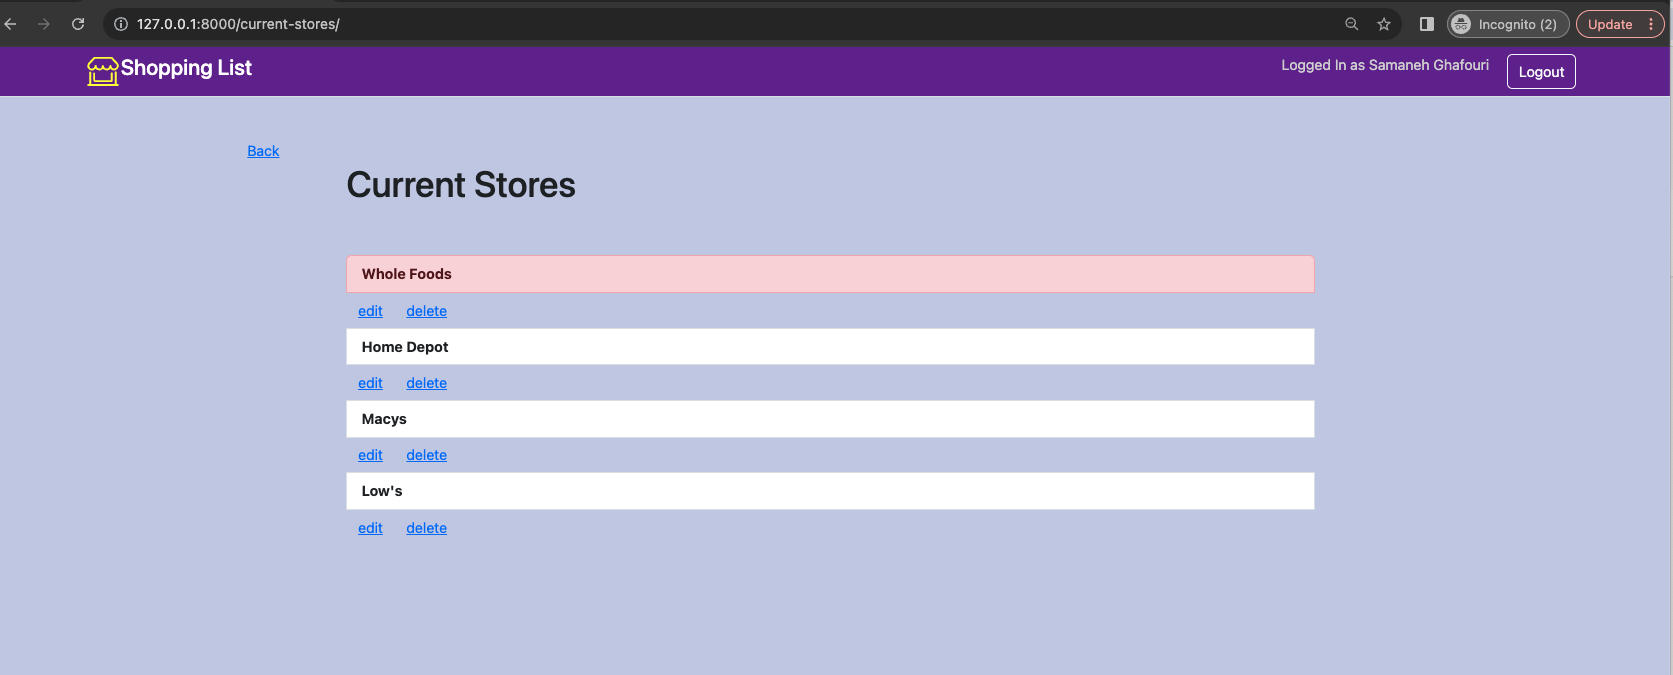 127.0.0.1:8000/current-stores/ Incognito (2) Update
Shopping List Logged In as Samaneh Ghafouri Logout
Back
Current Stores
Whole Foods
edit delete
Home Depot
edit delete
Macys
edit delete
Low's
edit delete